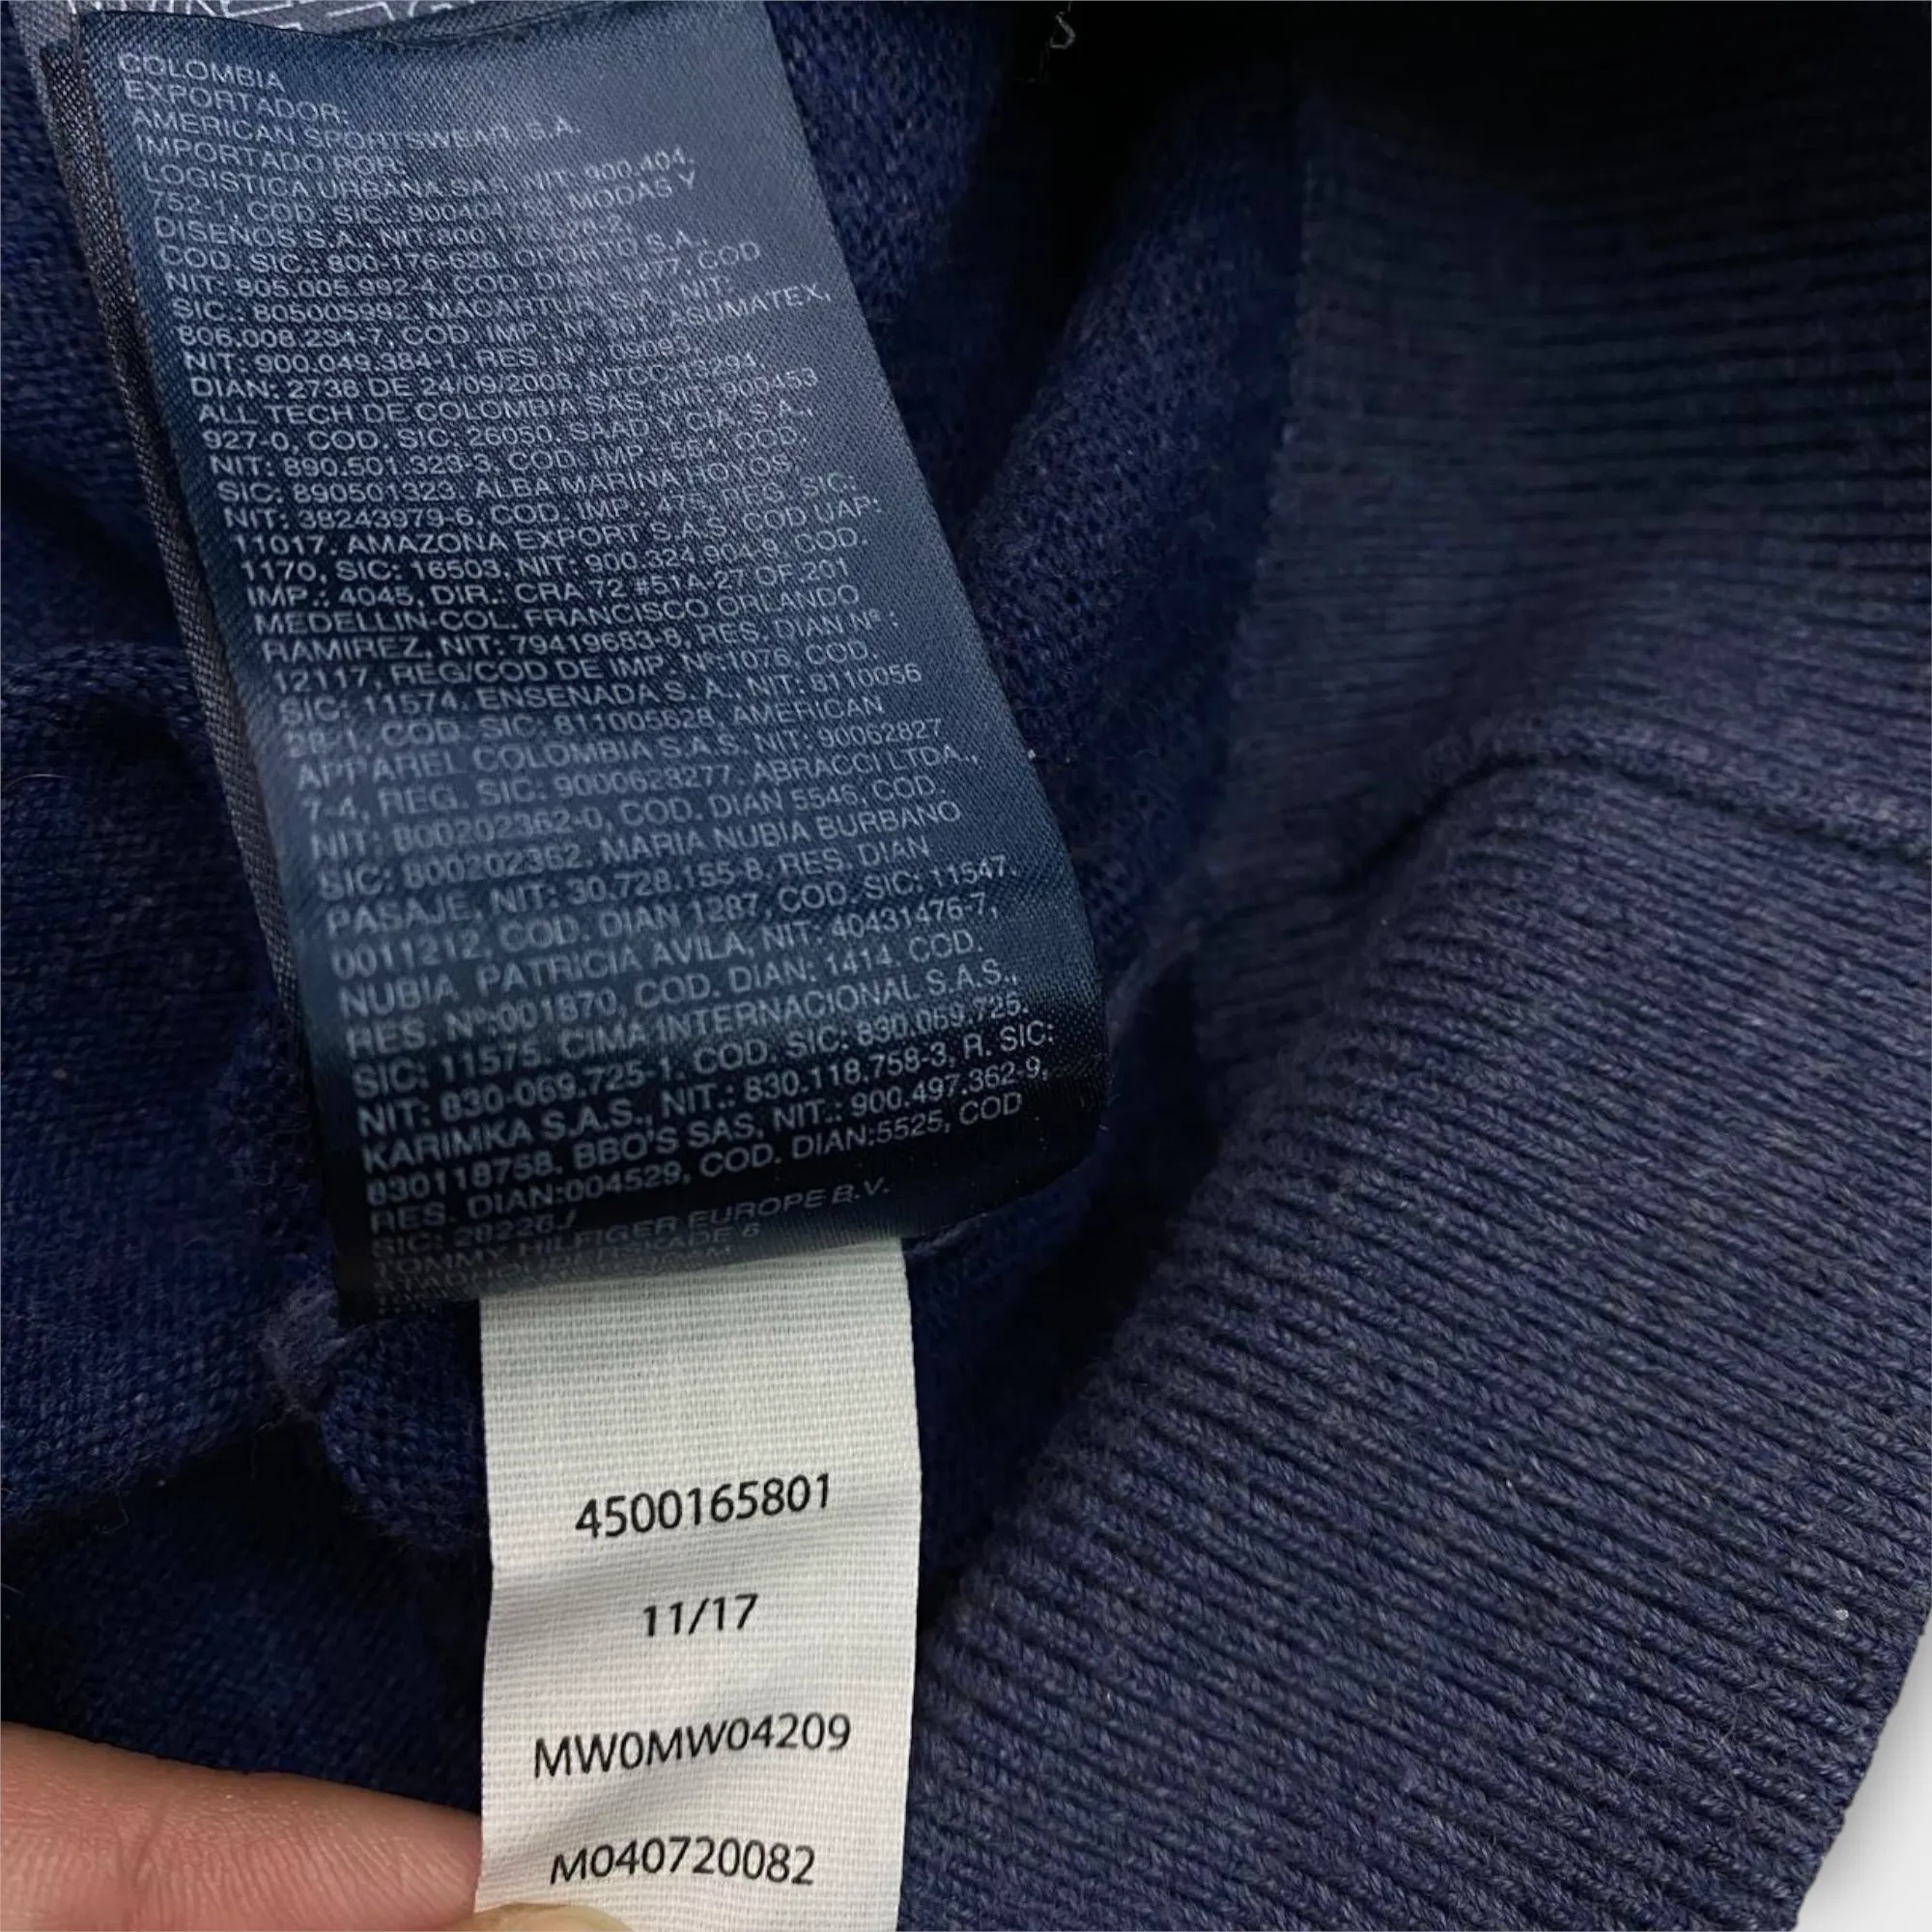 COLOMBIA
EXPORTADOR:
AMERICAN SPORTSWEAR, S.A.
IMPORTADO POR:
LOGISTICA URBANA SAS, NIT: 900.404.
752-1, COD. SIC.: MODAS Y
DISENOS S.A., NIT:
COD. SIC.: 800-176-628, OPORTO S.A.,
NIT: 805.005.992-4, COD. DIAN: 1277, COD
SIC.: 805005992, MACARTUR, S.A., NIT:
806.008.234-7, COD. IMP.: Nº 361, ASUMATEX,
NIT: 900.049.384-1, RES. Nº.: 09083,
DIAN: 2736 DE 24/09/2008, NTCC-13294
ALL TECH DE COLOMBIA SAS, NIT: 900453
927-0, COD. SIC: 26050, SAAD Y CIA, S.A.,
NIT: 890.501.323-3, COD. IMP.: 554, COD.
SIC: 890501323, ALBA MARINA HOYOS,
NIT: 38243979-6, COD. IMP.: 475, REG. SIC:
11017, AMAZONA EXPORT S.A.S, COD UAP:
1170, SIC: 16503, NIT: 900.324.904-9, COD.
IMP.: 4045, DIR.: CRA 72 #51A-27 OF.201
MEDELLIN-COL. FRANCISCO ORLANDO
RAMIREZ, NIT: 79419683-8, RES. DIAN Nº :
12117, REG/COD DE IMP. Nº:1076, COD.
SIC: 11574, ENSENADA S. A., NIT: 8110056
28-1, COD. SIC: 811005628, AMERICAN
APPAREL COLOMBIA S.A.S, NIT: 90062827
7-4, REG. SIC: 9000628277, ABRACCI LTDA.,
NIT: 800202362-0, COD. DIAN 5546, COD.
SIC: 800202362, MARIA NUBIA BURBANO
PASAJE, NIT: 30.728.155-8, RES. DIAN
0011212, COD. DIAN 1287, COD. SIC: 11547.
NUBIA PATRICIA AVILA, NIT: 40431476-7,
RES. Nº:001870, COD. DIAN: 1414, COD.
SIC: 11575. CIMA INTERNACIONAL S.A.S.,
NIT: 830-069.725-1, COD. SIC: 830.069.725.
KARIMKA S.A.S., NIT.: 830.118.758-3, R. SIC:
830118758. BBO'S SAS, NIT.: 900.497.362-9,
RES. DIAN:004529, COD. DIAN:5525, COD
SIC: 28226
TOMMY HILFIGER EUROPE B.V.
4500165801
11/17
MW0MW04209
M040720082